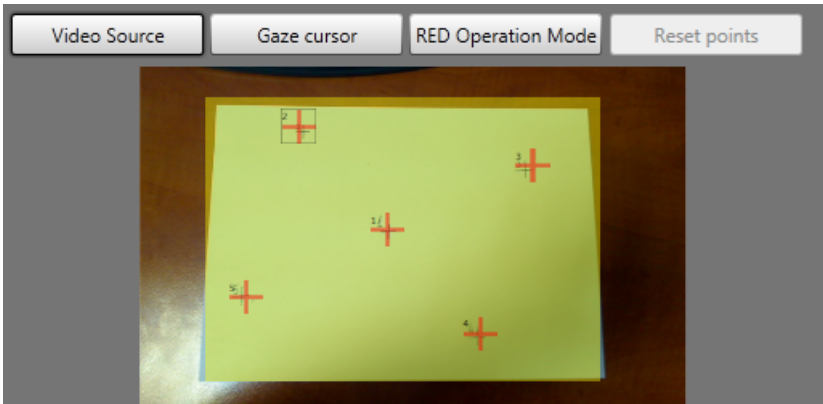 Video Source
Gaze cursor
RED Operation Mode
Reset points
2
3
1
5
4